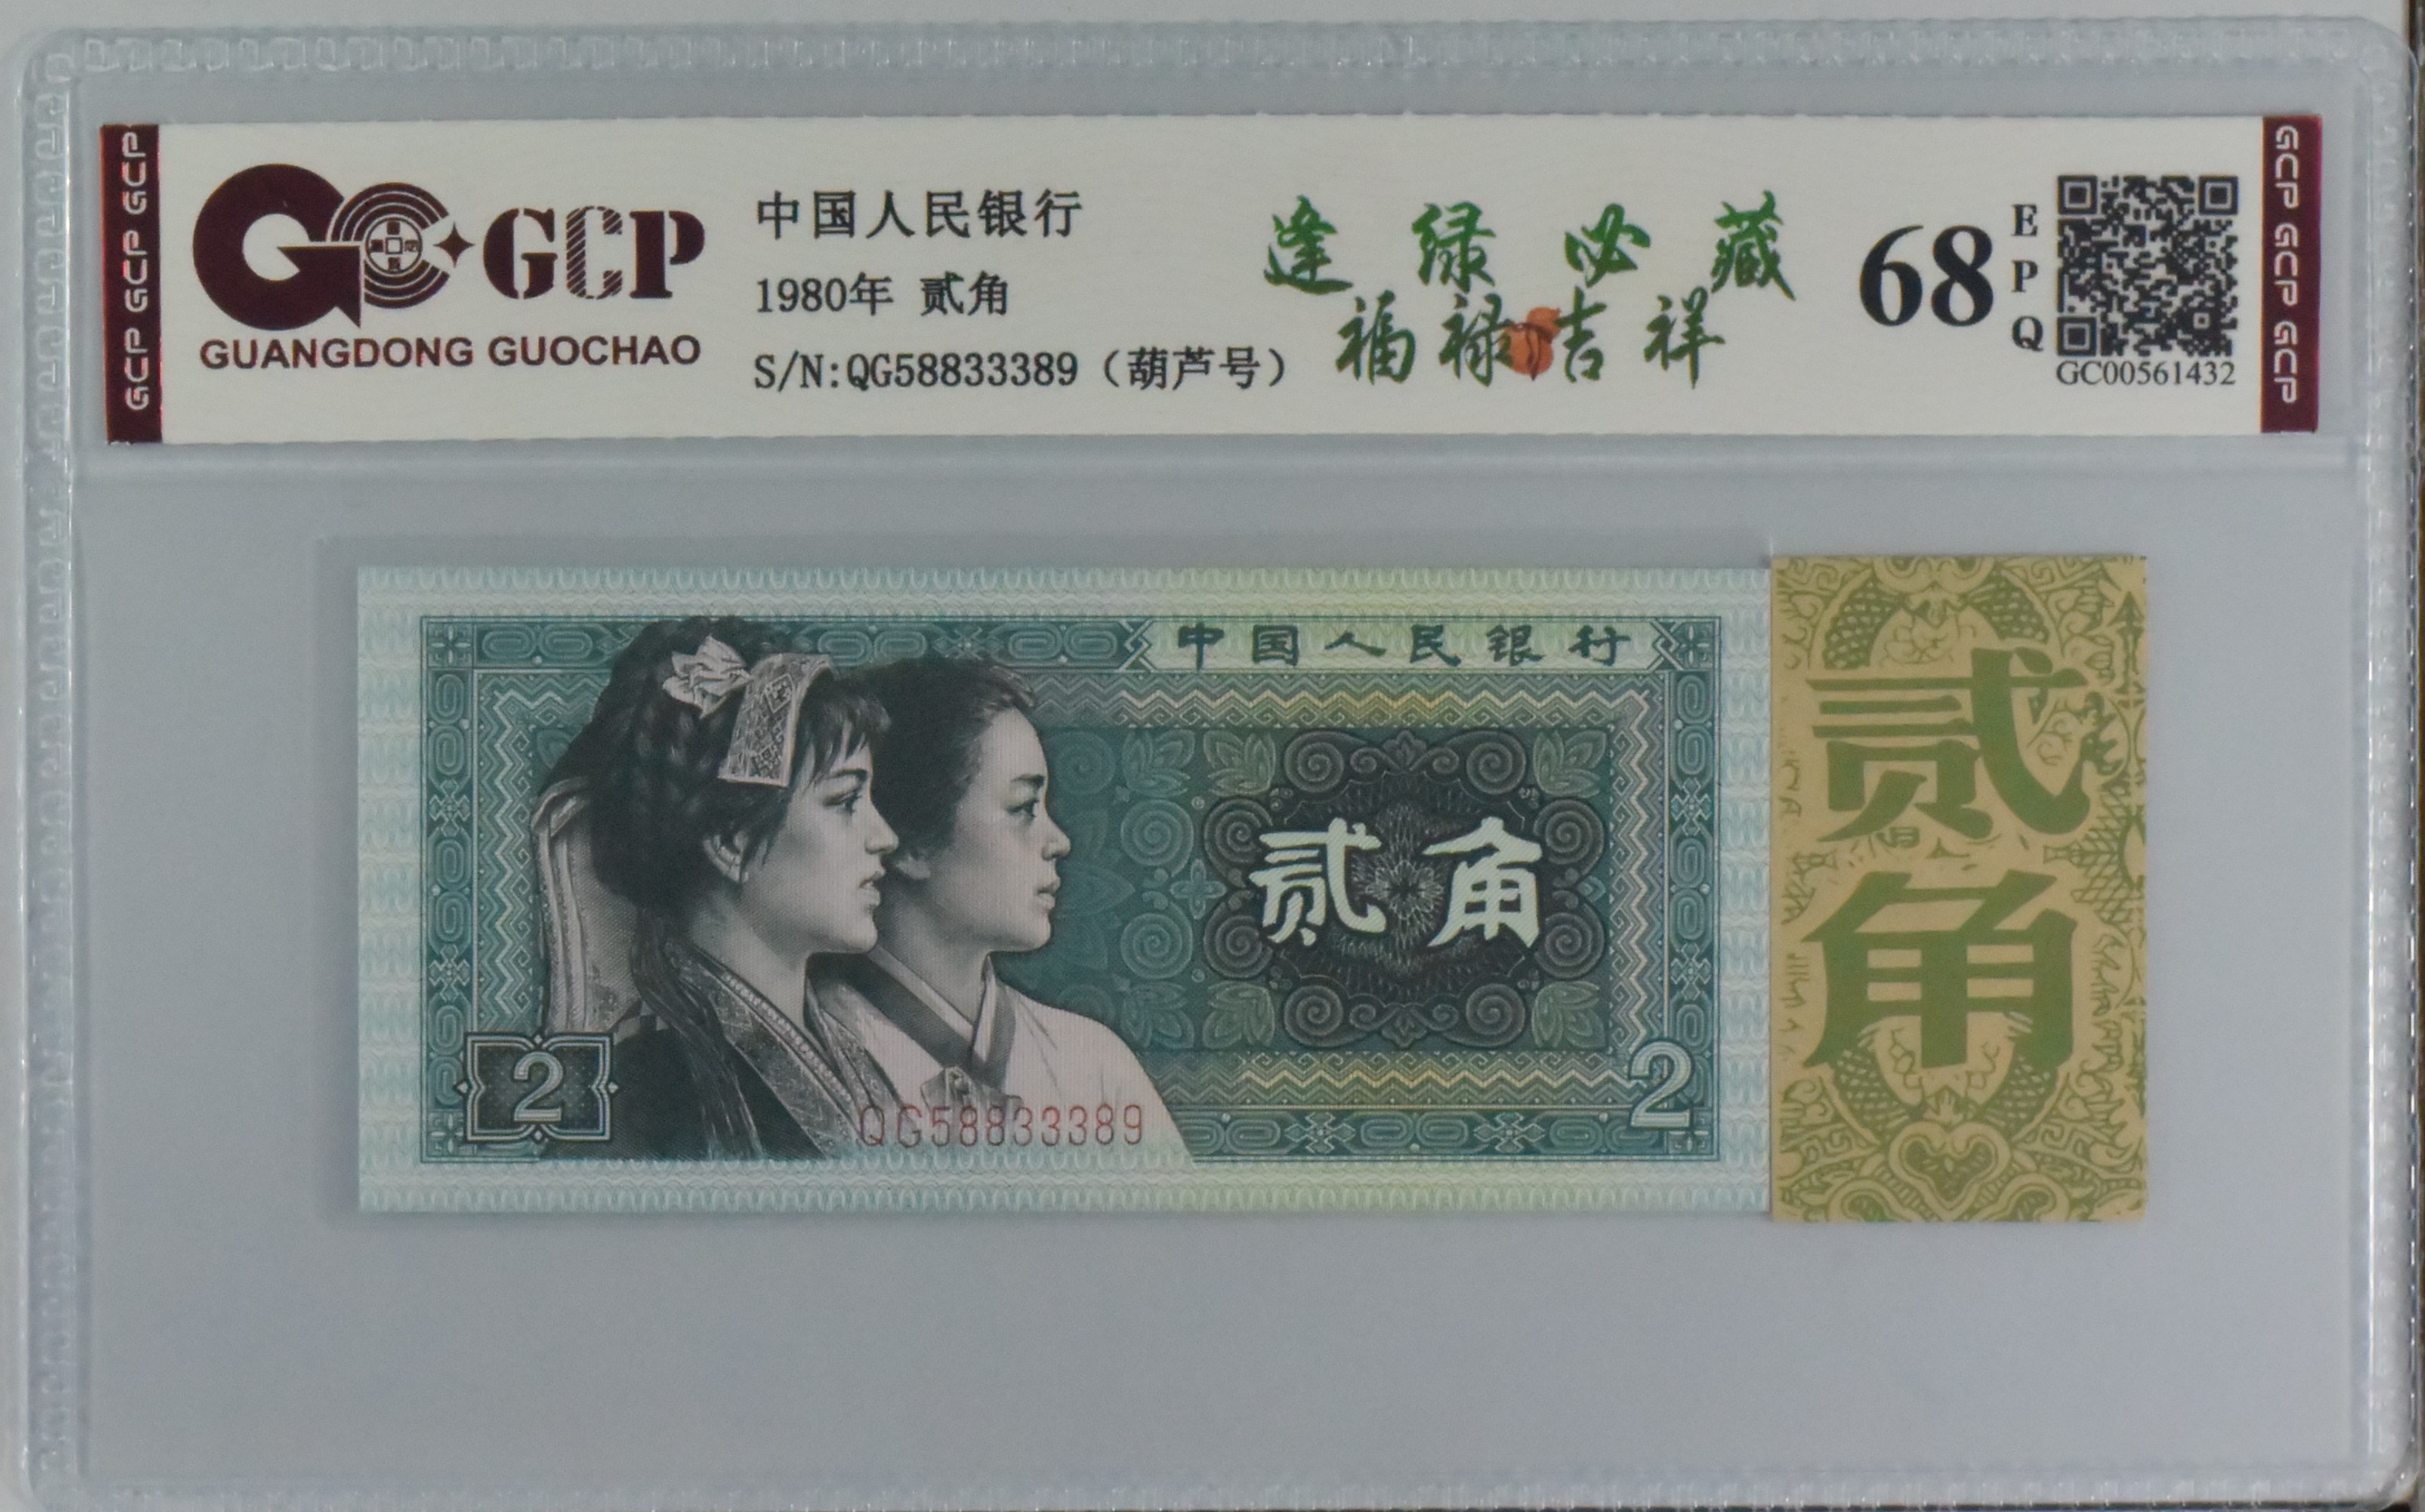 GCP GCP GCP
GCP
GUANGDONG GUOCHAO
中国人民银行
1980年 贰角
S/N:QG58833389（葫芦号）
逢绿必藏
福禄吉祥
68
EPQ
GC00561432
GCP GCP GCP
中国人民银行
贰角
2
2
QG58833389
贰
角